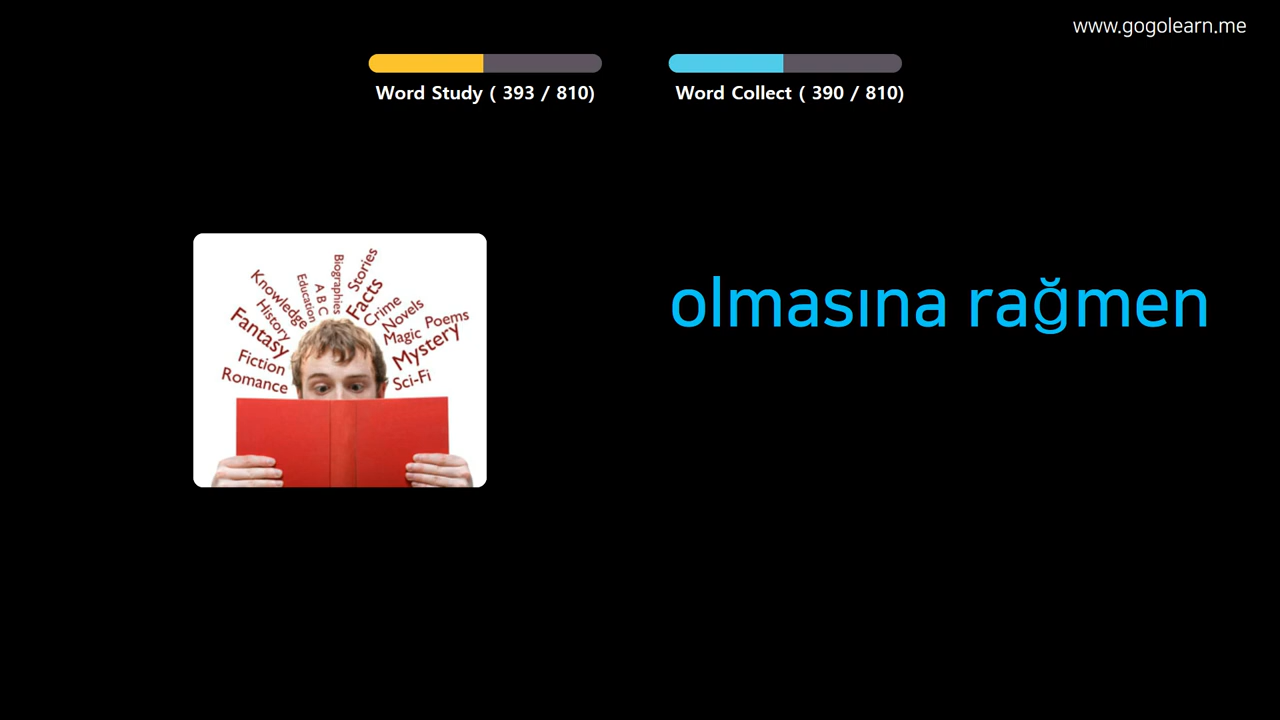 www.gogolearn.me
Word Study ( 393 / 810)
Word Collect ( 390 / 810)
olmasına rağmen
Knowledge
History
Fantasy
Fiction
Romance
Education
A B C
Biographies
Stories
Facts
Crime
Novels
Magic
Poems
Mystery
Sci-Fi